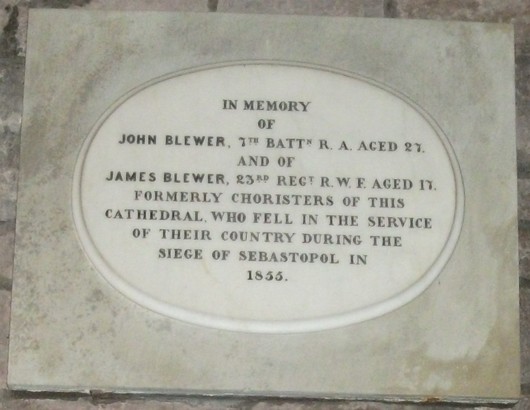 IN MEMORY
OF
JOHN BLEWER, 7TH BATTN R. A. AGED 27.
AND OF
JAMES BLEWER, 23RD REGT R.W.F. AGED 17.
FORMERLY CHORISTERS OF THIS
CATHEDRAL, WHO FELL IN THE SERVICE
OF THEIR COUNTRY DURING THE
SIEGE OF SEBASTOPOL IN
1855.